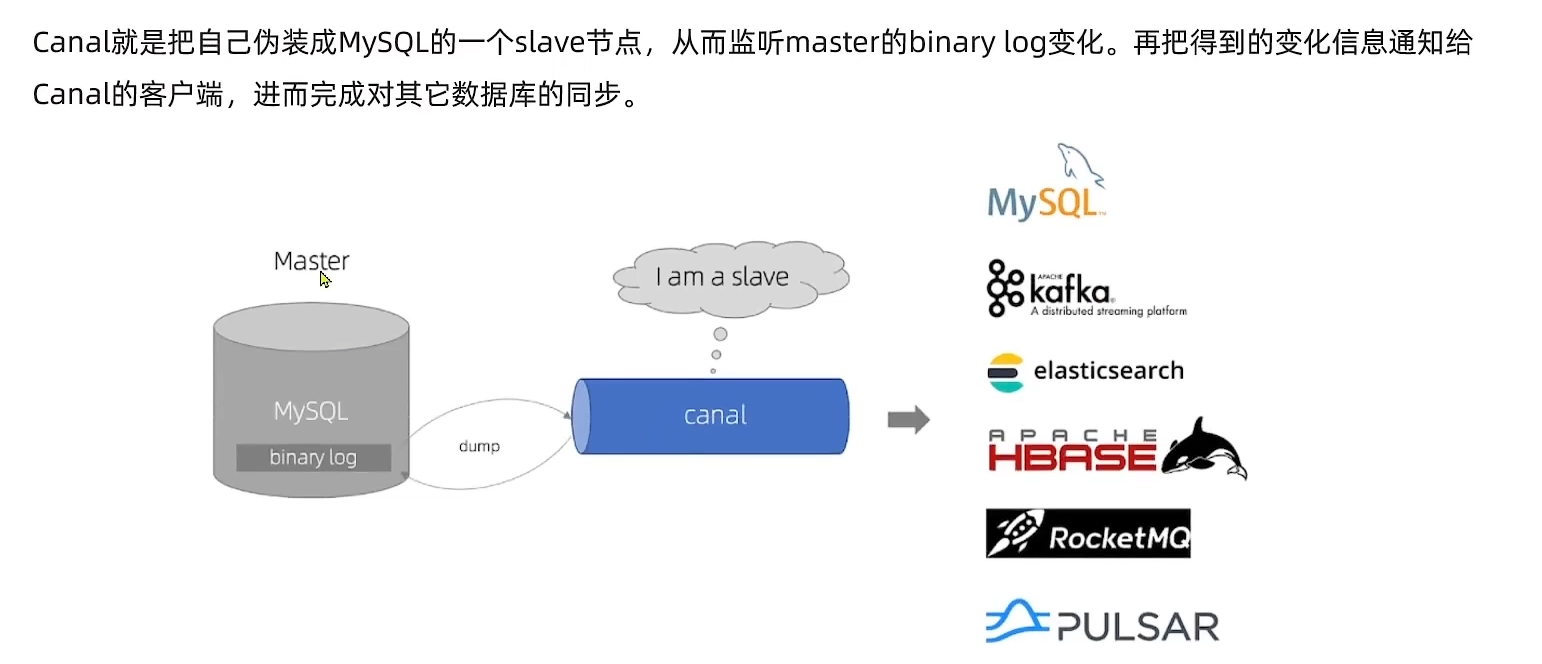 Canal就是把自己伪装成MySQL的一个slave节点，从而监听master的binary log变化。再把得到的变化信息通知给
Canal的客户端，进而完成对其它数据库的同步。
MySQL™
Master
I am a slave
APACHE
kafka®
A distributed streaming platform
elasticsearch
MySQL
canal
binary log
dump
APACHE
HBASE
RocketMQ
PULSAR